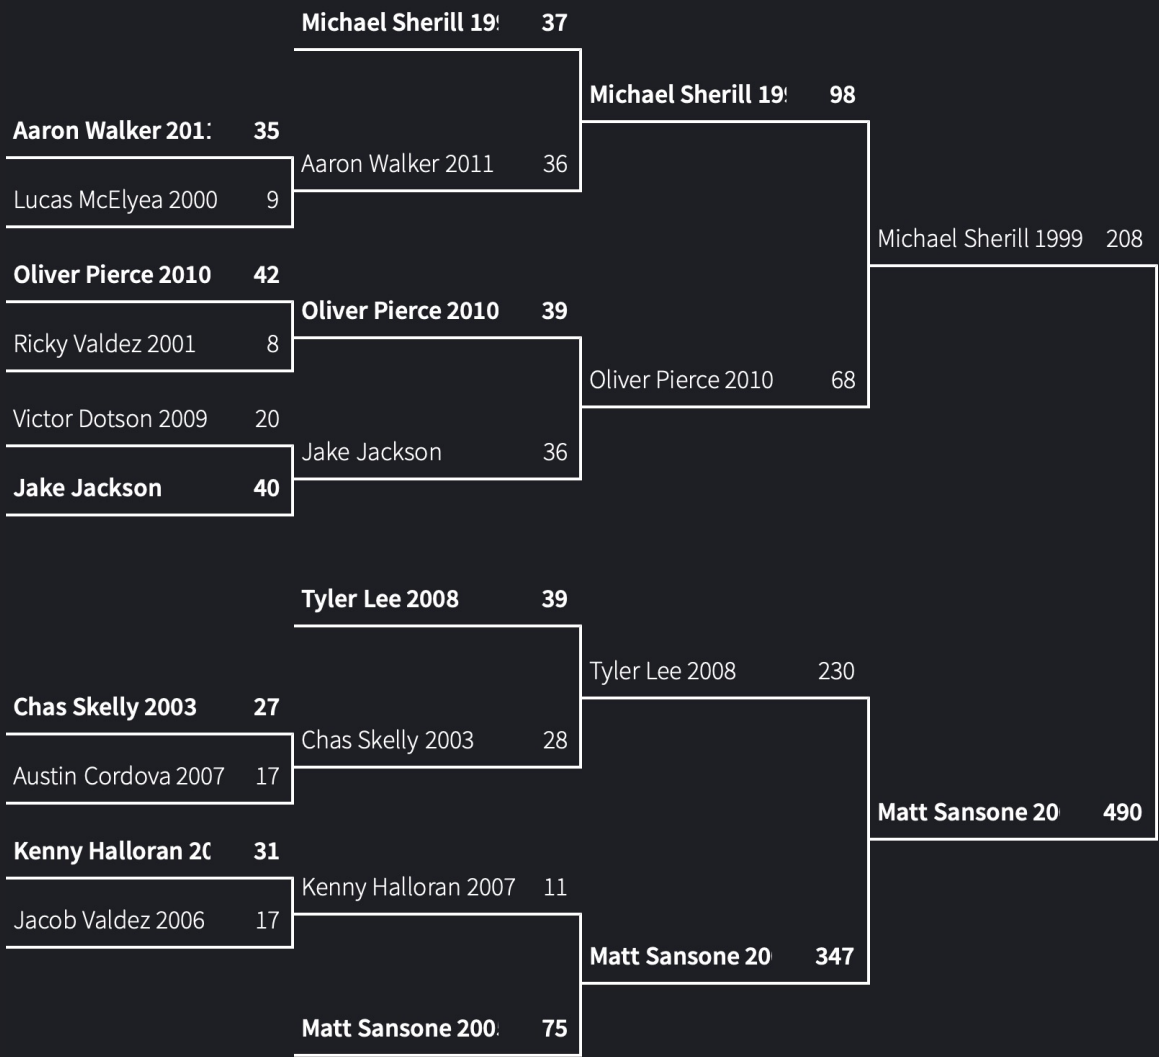 Aaron Walker 201 35
Lucas McElyea 2000 9
Oliver Pierce 2010 42
Ricky Valdez 2001 8
Victor Dotson 2009 20
Jake Jackson 40
Chas Skelly 2003 27
Austin Cordova 2007 17
Kenny Halloran 20 31
Jacob Valdez 2006 17
Michael Sherill 199 37
Aaron Walker 2011 36
Oliver Pierce 2010 39
Jake Jackson 36
Tyler Lee 2008 39
Chas Skelly 2003 28
Kenny Halloran 2007 11
Matt Sansone 200 75
Michael Sherill 199 98
Oliver Pierce 2010 68
Tyler Lee 2008 230
Matt Sansone 20 347
Michael Sherill 1999 208
Matt Sansone 20 490